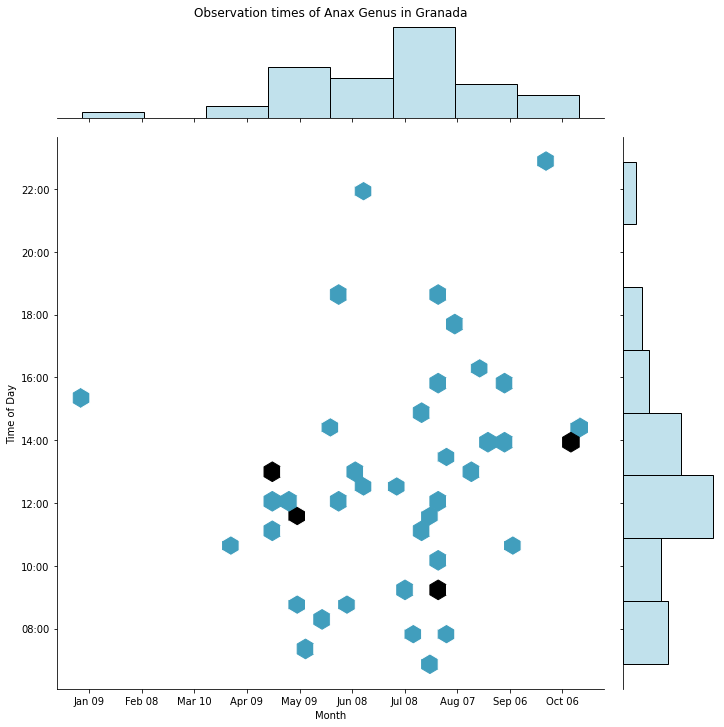 Observation times of Anax Genus in Granada
22:00
20:00
18:00
16:00
14:00
12:00
10:00
08:00
Time of Day
Jan 09 Feb 08 Mar 10 Apr 09 May 09 Jun 08 Jul 08 Aug 07 Sep 06 Oct 06
Month